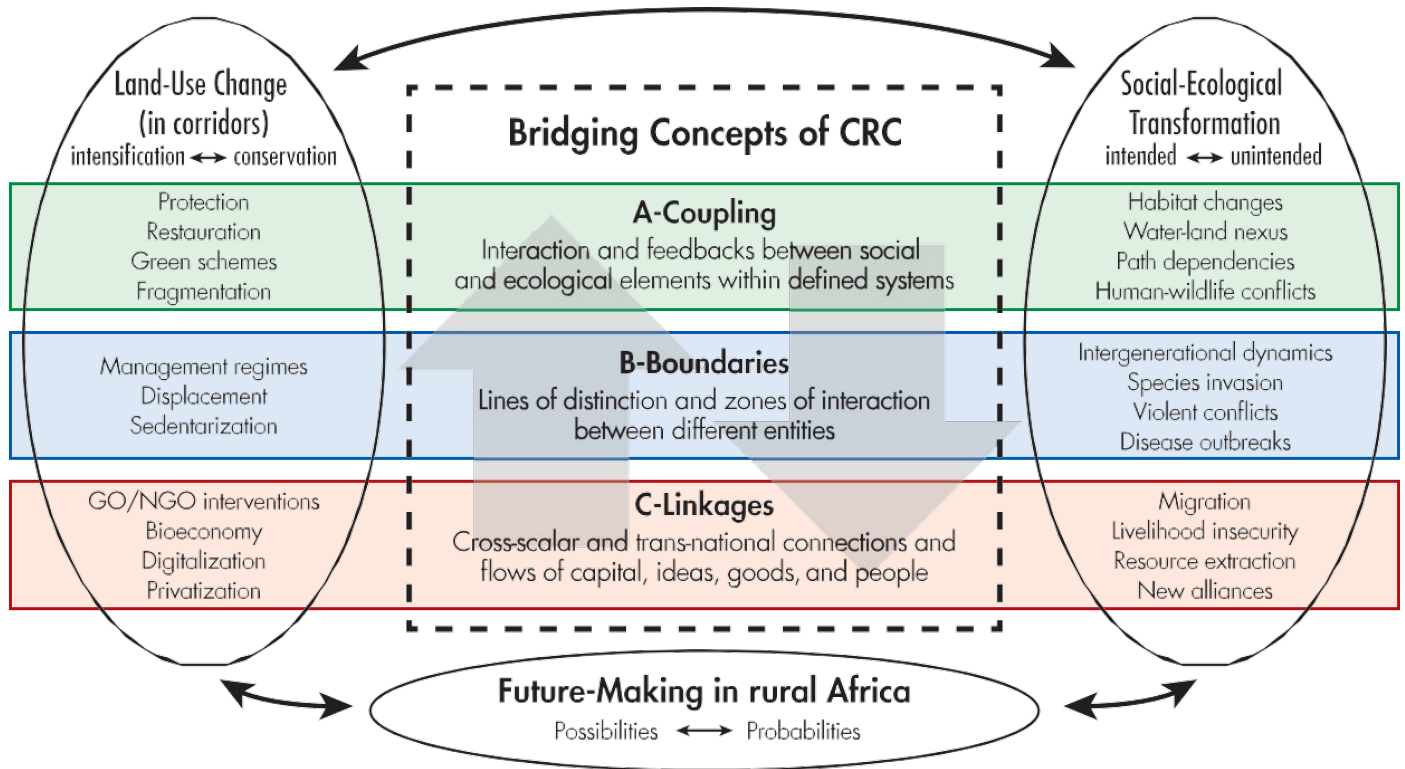 Land-Use Change
(in corridors)
intensification ↔ conservation
Bridging Concepts of CRC
Social-Ecological
Transformation
intended ↔ unintended
Protection
Restauration
Green schemes
Fragmentation
A-Coupling
Interaction and feedbacks between social
and ecological elements within defined systems
Habitat changes
Water-land nexus
Path dependencies
Human-wildlife conflicts
Management regimes
Displacement
Sedentarization
B-Boundaries
Lines of distinction and zones of interaction
between different entities
Intergenerational dynamics
Species invasion
Violent conflicts
Disease outbreaks
GO/NGO interventions
Bioeconomy
Digitalization
Privatization
C-Linkages
Cross-scalar and trans-national connections and
flows of capital, ideas, goods, and people
Migration
Livelihood insecurity
Resource extraction
New alliances
Future-Making in rural Africa
Possibilities ↔ Probabilities